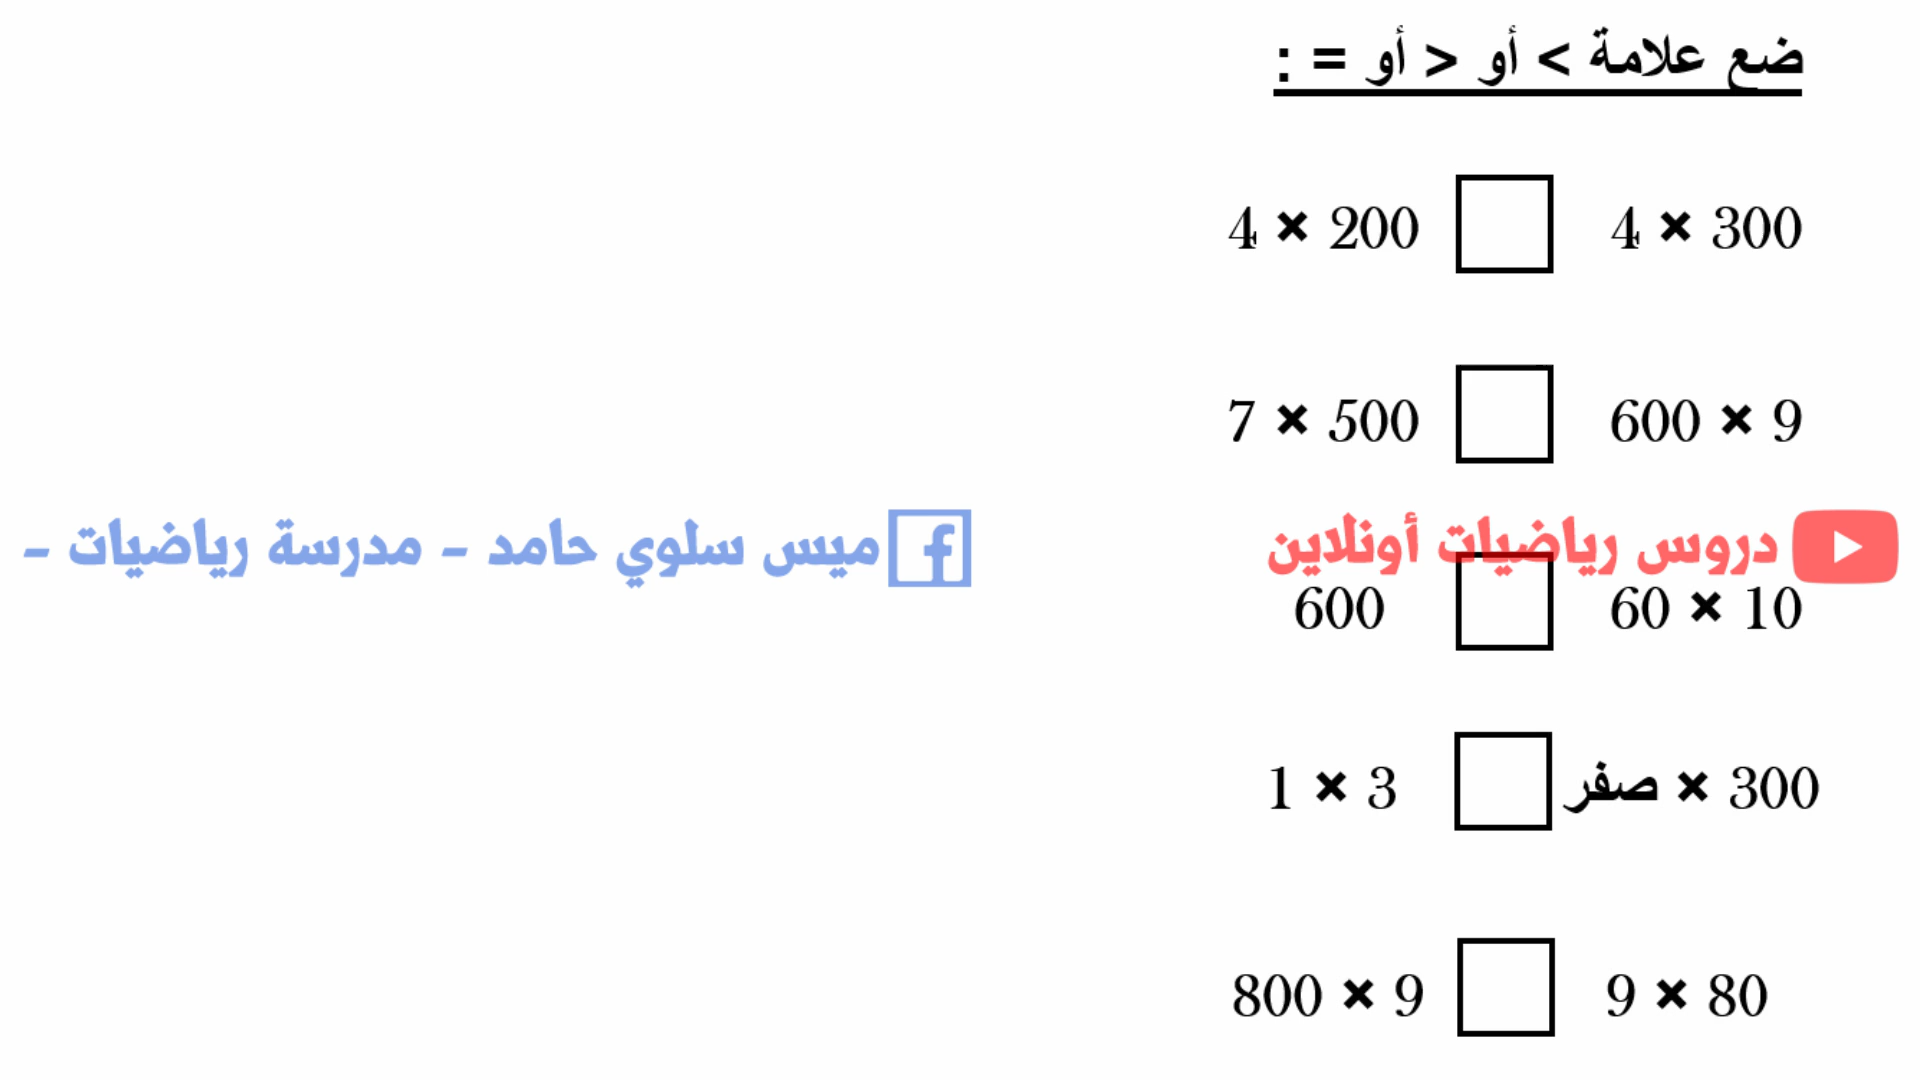 ضع علامة < أو > أو = :
4 × 200 □ 4 × 300
7 × 500 □ 600 × 9
دروس رياضيات أونلاين
ميس سلوي حامد - مدرسة رياضيات -
600 □ 60 × 10
1 × 3 □ صفر × 300
800 × 9 □ 9 × 80